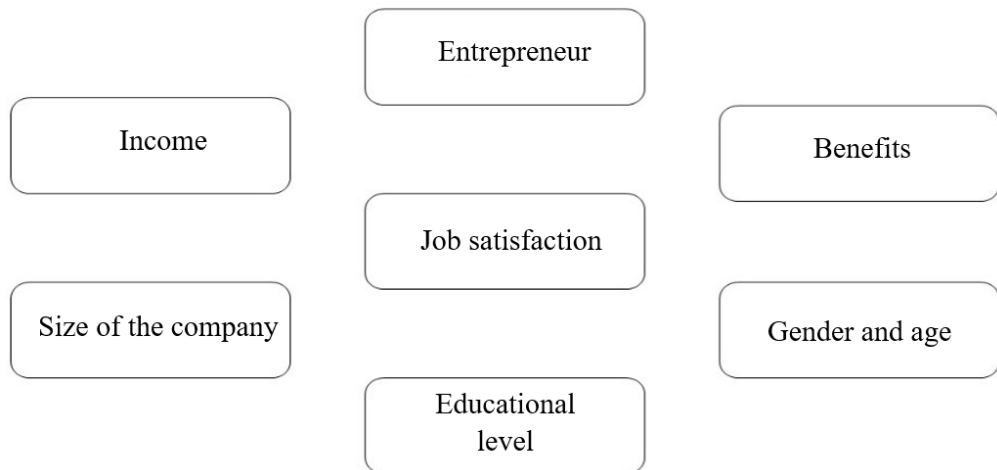 Entrepreneur
Income
Benefits
Job satisfaction
Size of the company
Gender and age
Educational
level